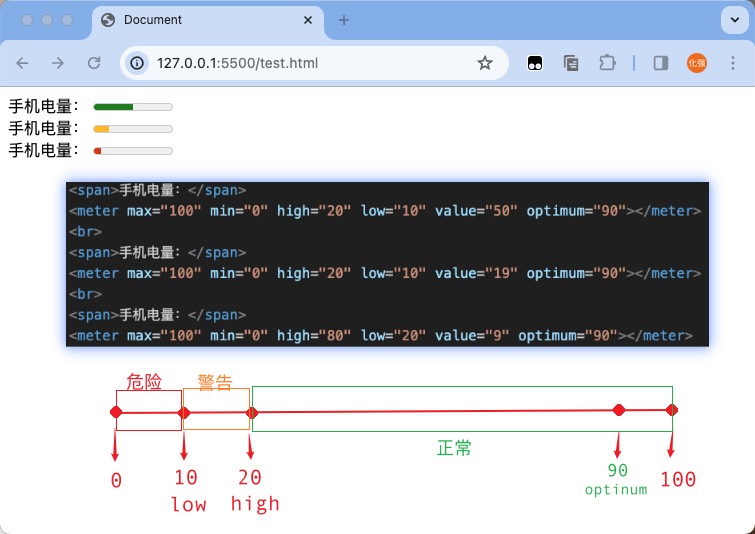 Document
127.0.0.1:5500/test.html
化强
手机电量：
手机电量：
手机电量：
<span>手机电量：</span>
<meter max="100" min="0" high="20" low="10" value="50" optimum="90"></meter>
<br>
<span>手机电量：</span>
<meter max="100" min="0" high="20" low="10" value="19" optimum="90"></meter>
<br>
<span>手机电量：</span>
<meter max="100" min="0" high="80" low="20" value="9" optimum="90"></meter>
危险 警告
正常
0 10 20 90 100
low high optinum